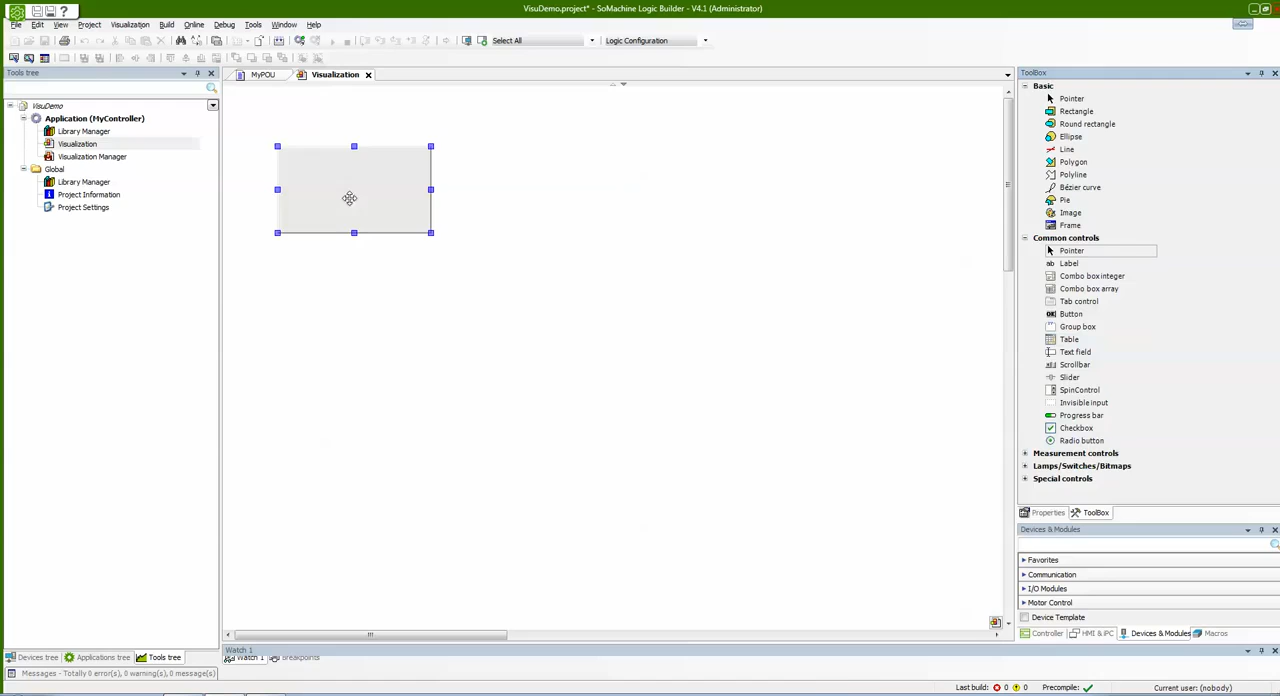 VisuDemo.project* - SoMachine Logic Builder - V4.1 (Administrator)
File Edit View Project Visualization Build Online Debug Tools Window Help
Select All Logic Configuration
Tools tree
MyPOU Visualization
VisuDemo
Application (MyController)
Library Manager
Visualization
Visualization Manager
Global
Library Manager
Project Information
Project Settings
ToolBox
Basic
Pointer
Rectangle
Round rectangle
Ellipse
Line
Polygon
Polyline
Bézier curve
Pie
Image
Frame
Common controls
Pointer
Label
Combo box integer
Combo box array
Tab control
Button
Group box
Table
Text field
Scrollbar
Slider
SpinControl
Invisible input
Progress bar
Checkbox
Radio button
Measurement controls
Lamps/Switches/Bitmaps
Special controls
Properties ToolBox
Devices & Modules
Favorites
Communication
I/O Modules
Motor Control
Device Template
Controller HMI & iPC Devices & Modules Macros
Watch 1
Watch 1 Breakpoints
Devices tree Applications tree Tools tree
Messages - Totally 0 error(s), 0 warning(s), 0 message(s)
Last build: 0 0 Precompile: Current user: (nobody)